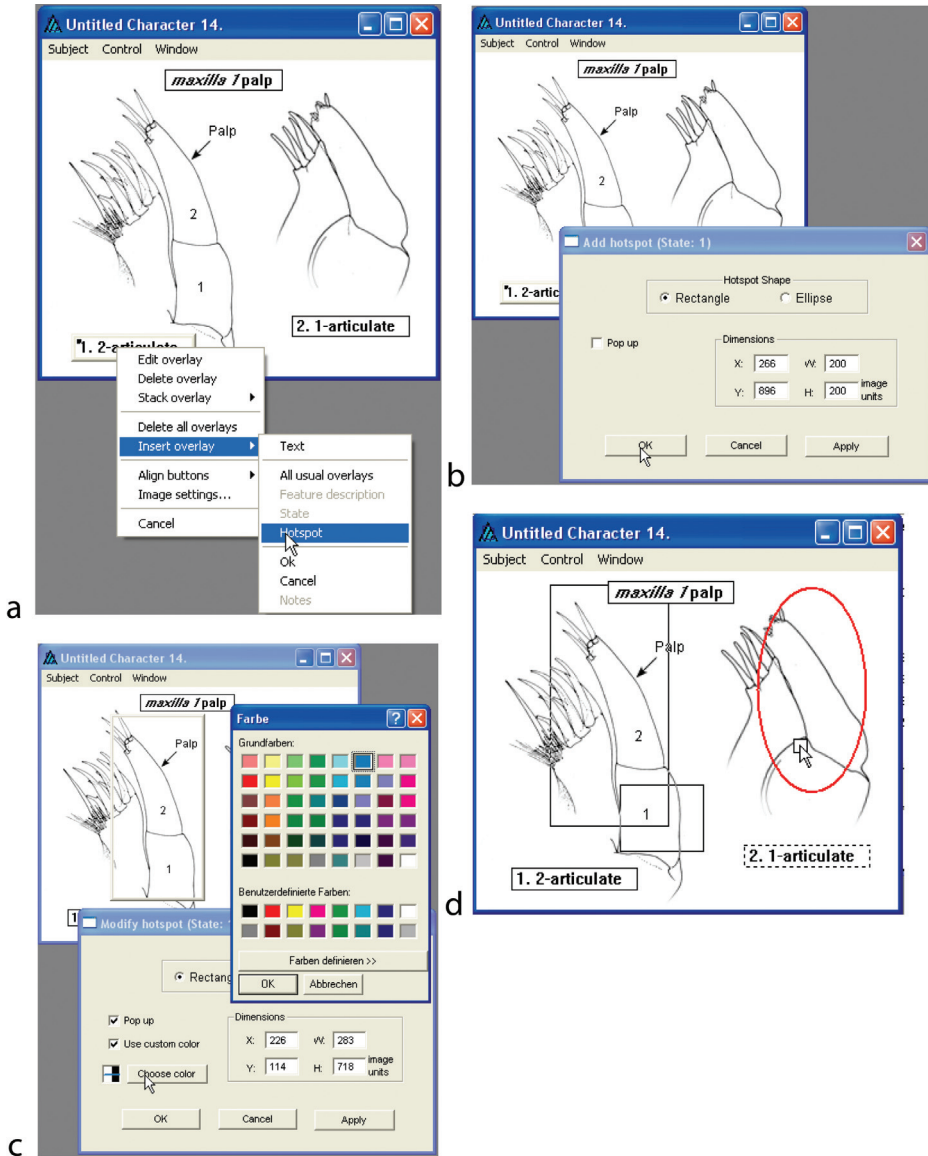 Untitled Character 14.
Subject Control Window
maxilla 1 palp
Palp
2
1
"1. 2-articulate
2. 1-articulate
Edit overlay
Delete overlay
Stack overlay
Delete all overlays
Insert overlay
Align buttons
Image settings...
Cancel
Text
All usual overlays
Feature description
State
Hotspot
Ok
Cancel
Notes
a
Untitled Character 14.
Subject Control Window
maxilla 1 palp
Palp
2
"1. 2-artic
Add hotspot (State: 1)
Hotspot Shape
Rectangle Ellipse
Pop up
Dimensions
X: 266 W: 200
Y: 896 H: 200 image units
OK Cancel Apply
b
Untitled Character 14.
Subject Control Window
maxilla 1 palp
Palp
2
1
1
Farbe
Grundfarben:
Benutzerdefinierte Farben:
Farben definieren >>
OK Abbrechen
Modify hotspot (State:
Rectang
Pop up
Use custom color
Choose color
Dimensions
X: 226 W: 283
Y: 114 H: 718 image units
OK Cancel Apply
c
Untitled Character 14.
Subject Control Window
maxilla 1 palp
Palp
2
1
1. 2-articulate
2. 1-articulate
d